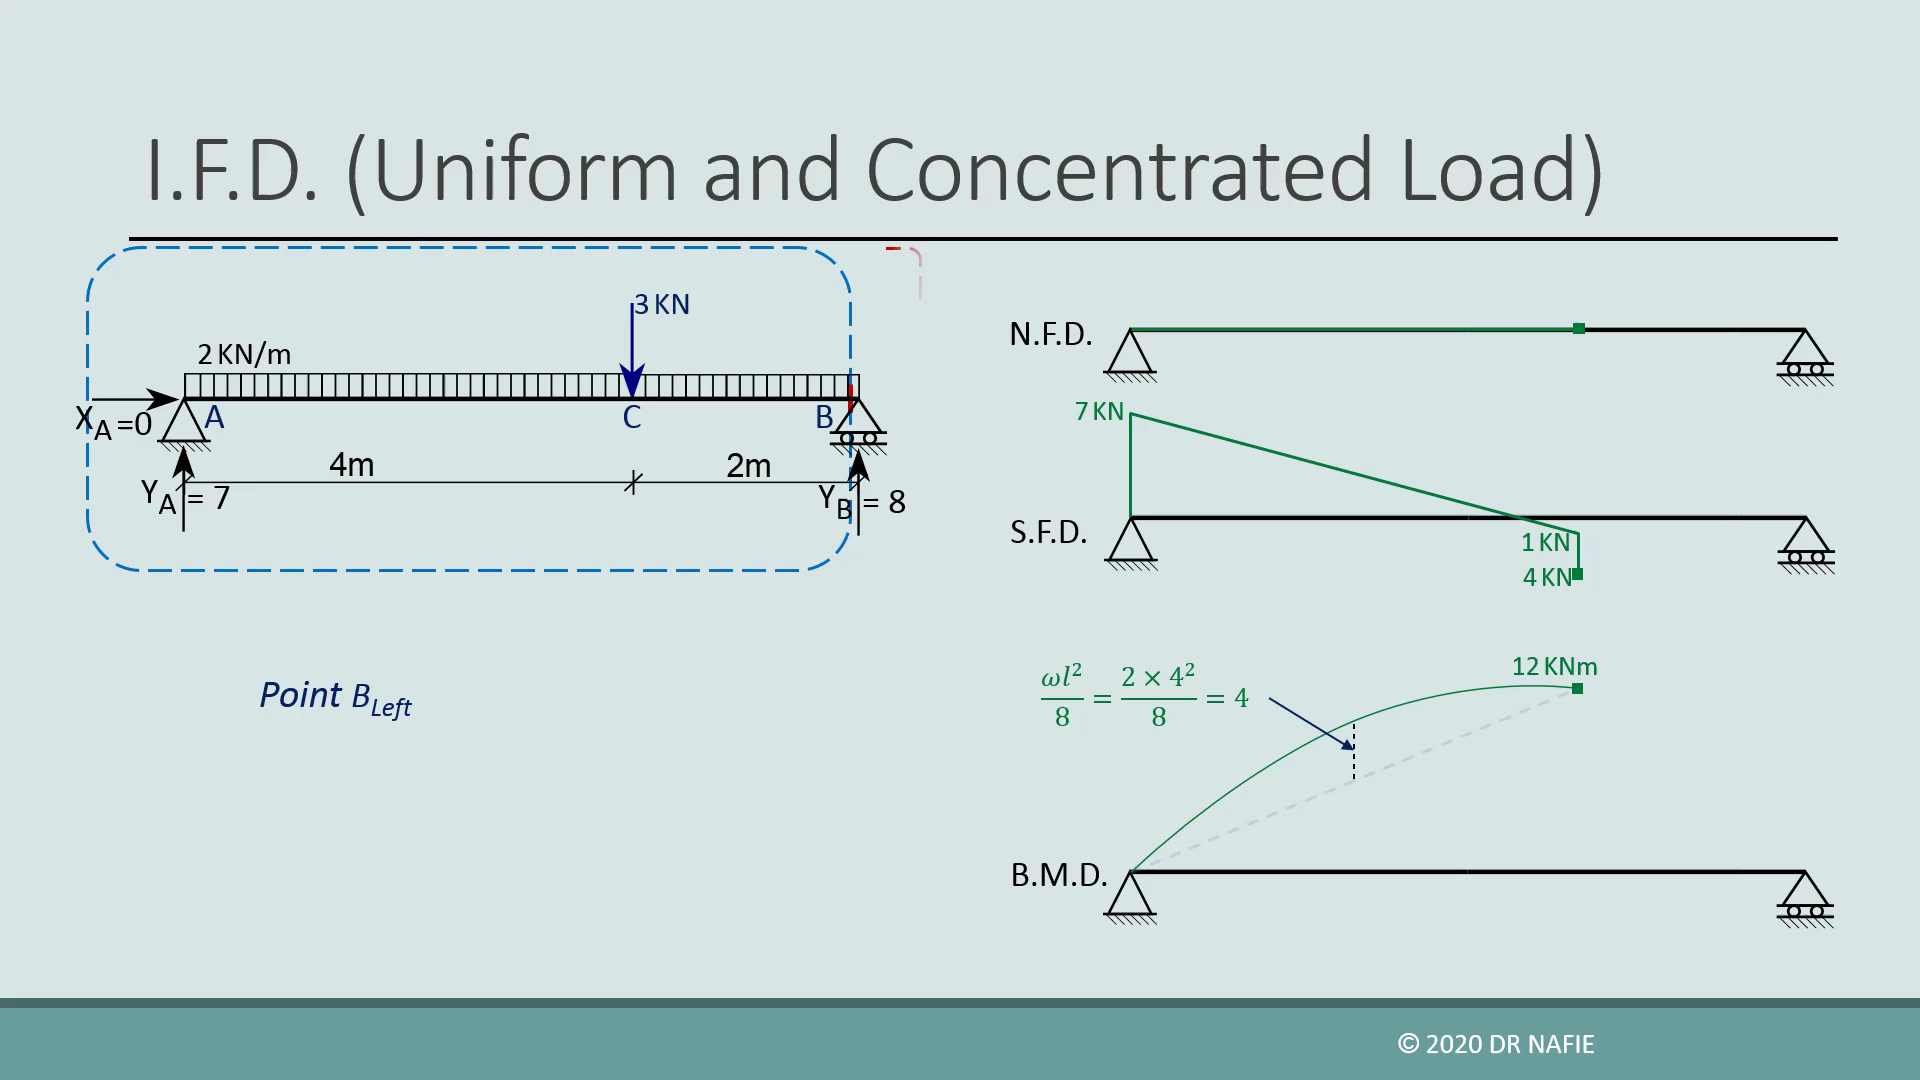 I.F.D. (Uniform and Concentrated Load)
3 KN
2 KN/m
X_A =0
A
C
B
4m
2m
Y_A = 7
Y_B = 8
Point B_Left
N.F.D.
7 KN
S.F.D.
1 KN
4 KN
12 KNm
ωl²/8 = 2 × 4²/8 = 4
B.M.D.
© 2020 DR NAFIE